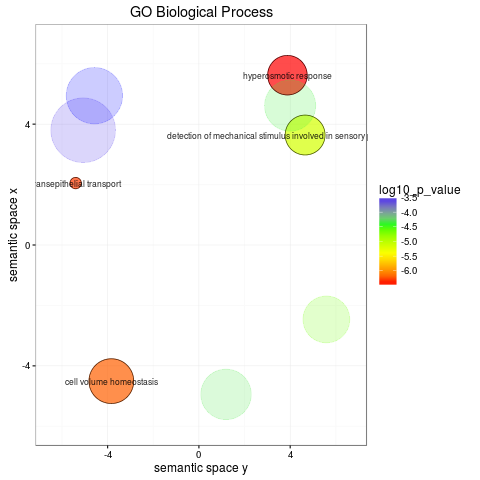 GO Biological Process
hyperosmotic response
detection of mechanical stimulus involved in sensory
ansepithelial transport
cell volume homeostasis
4
0
-4
-4
0
4
semantic space x
semantic space y
log10_p_value
-3.5
-4.0
-4.5
-5.0
-5.5
-6.0